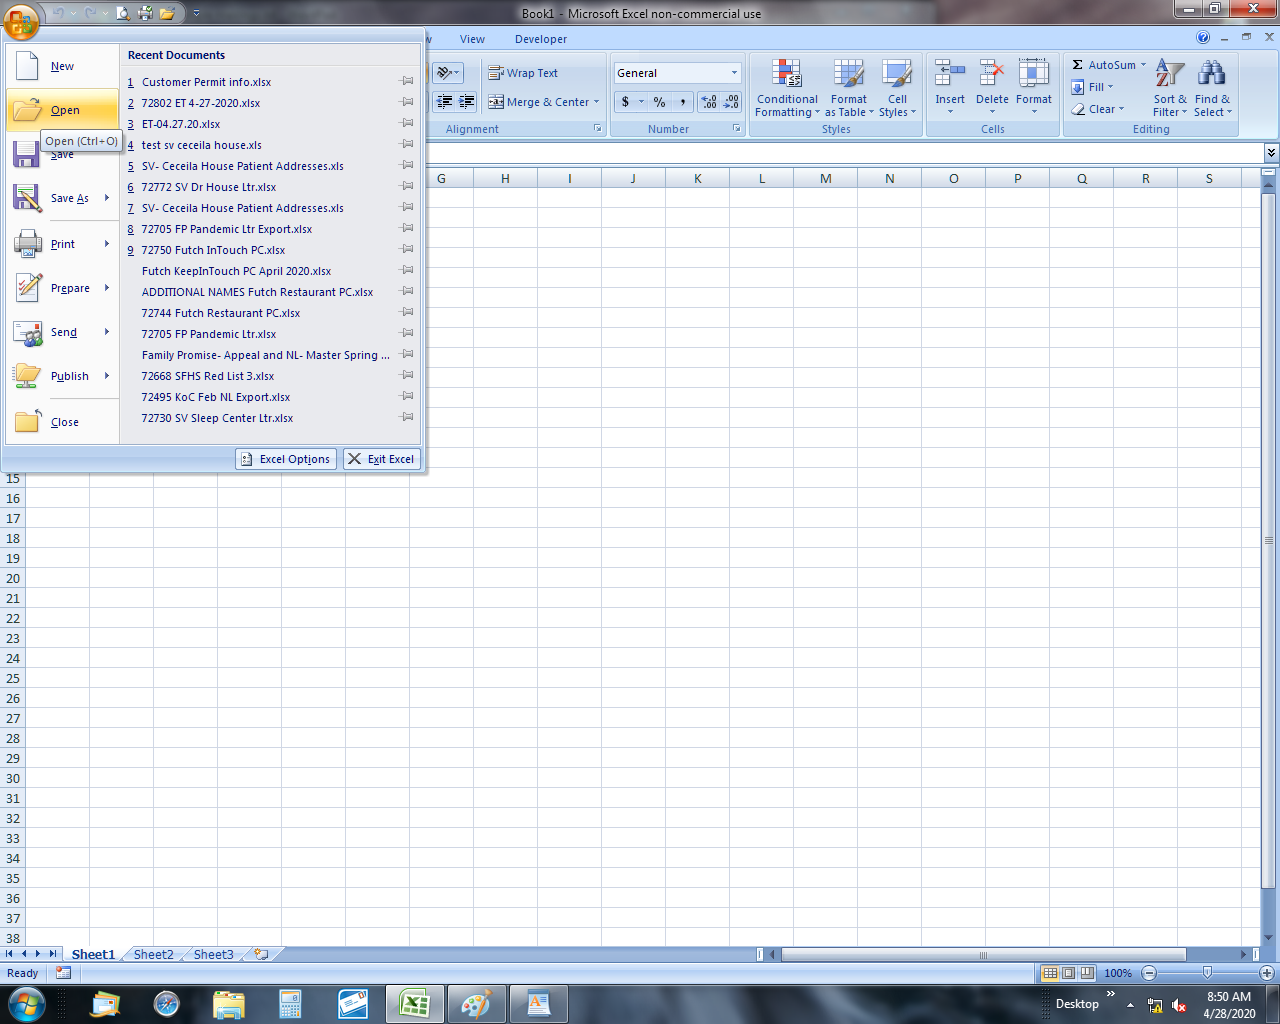 Book1 - Microsoft Excel non-commercial use
View Developer
New
Open
Open (Ctrl+O)
Save
Save As
Print
Prepare
Send
Publish
Close
Recent Documents
1 Customer Permit info.xlsx
2 72802 ET 4-27-2020.xlsx
3 ET-04.27.20.xlsx
4 test sv ceceila house.xls
5 SV- Ceceila House Patient Addresses.xls
6 72772 SV Dr House Ltr.xlsx
7 SV- Ceceila House Patient Addresses.xls
8 72705 FP Pandemic Ltr Export.xlsx
9 72750 Futch InTouch PC.xlsx
Futch KeepInTouch PC April 2020.xlsx
ADDITIONAL NAMES Futch Restaurant PC.xlsx
72744 Futch Restaurant PC.xlsx
72705 FP Pandemic Ltr.xlsx
Family Promise- Appeal and NL- Master Spring ...
72668 SFHS Red List 3.xlsx
72495 KoC Feb NL Export.xlsx
72730 SV Sleep Center Ltr.xlsx
Excel Options Exit Excel
Wrap Text
Merge & Center
Alignment
General
$ % , .00 .00
Number
Conditional Formatting
Format as Table
Cell Styles
Styles
Insert Delete Format
Cells
Σ AutoSum
Fill
Clear
Sort & Filter
Find & Select
Editing
G H I J K L M N O P Q R S
15
16
17
18
19
20
21
22
23
24
25
26
27
28
29
30
31
32
33
34
35
36
37
38
Sheet1 Sheet2 Sheet3
Ready 100%
Desktop
8:50 AM
4/28/2020